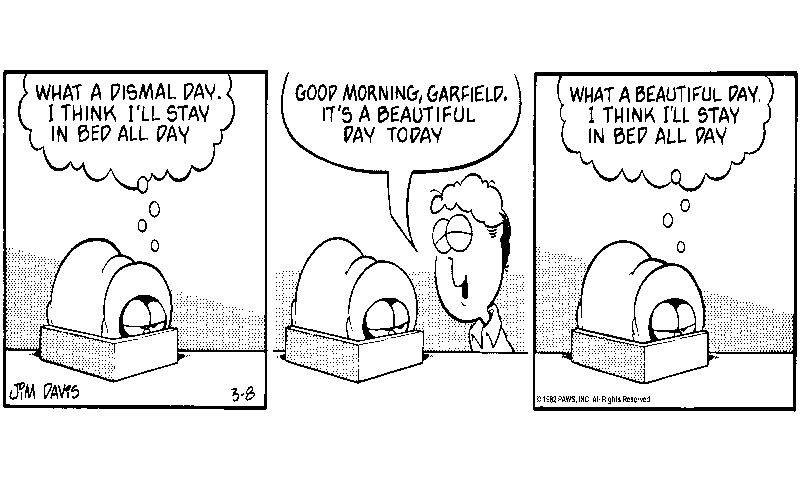 WHAT A DISMAL DAY.
I THINK I'LL STAY
IN BED ALL DAY
JIM DAVIS
3-8
GOOD MORNING, GARFIELD.
IT'S A BEAUTIFUL
DAY TODAY
WHAT A BEAUTIFUL DAY.
I THINK I'LL STAY
IN BED ALL DAY
© 1982 PAWS, INC. All Rights Reserved